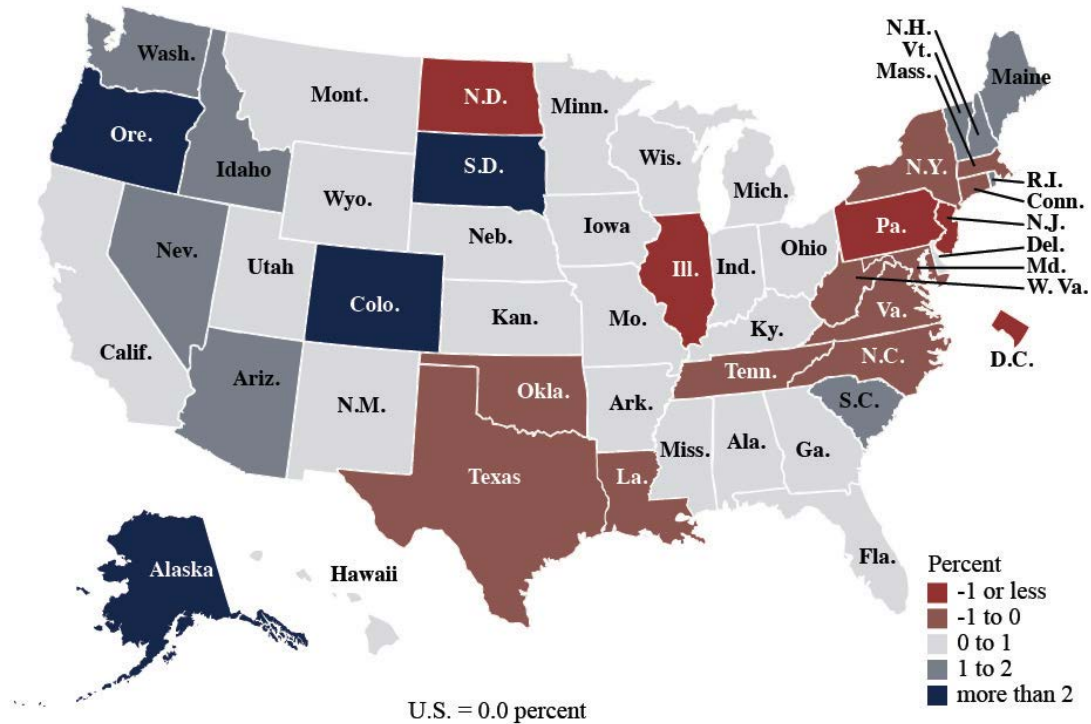 N.H.
Vt.
Mass.
Wash.
Maine
Mont.
N.D.
Minn.
Ore.
Idaho
S.D.
Wis.
N.Y.
Mich.
R.I.
Conn.
Wyo.
Iowa
Pa.
N.J.
Nev.
Neb.
Ohio
Del.
Utah
Ill.
Ind.
Md.
W. Va.
Colo.
Kan.
Mo.
Ky.
Va.
Calif.
D.C.
Ariz.
N.M.
Okla.
Tenn.
N.C.
Ark.
S.C.
Texas
La.
Miss.
Ala.
Ga.
Alaska
Hawaii
Fla.
Percent
-1 or less
-1 to 0
0 to 1
1 to 2
more than 2
U.S. = 0.0 percent